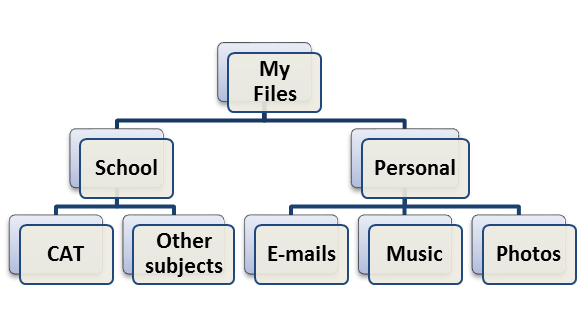 My
Files
School
Personal
CAT
Other
subjects
E-mails
Music
Photos